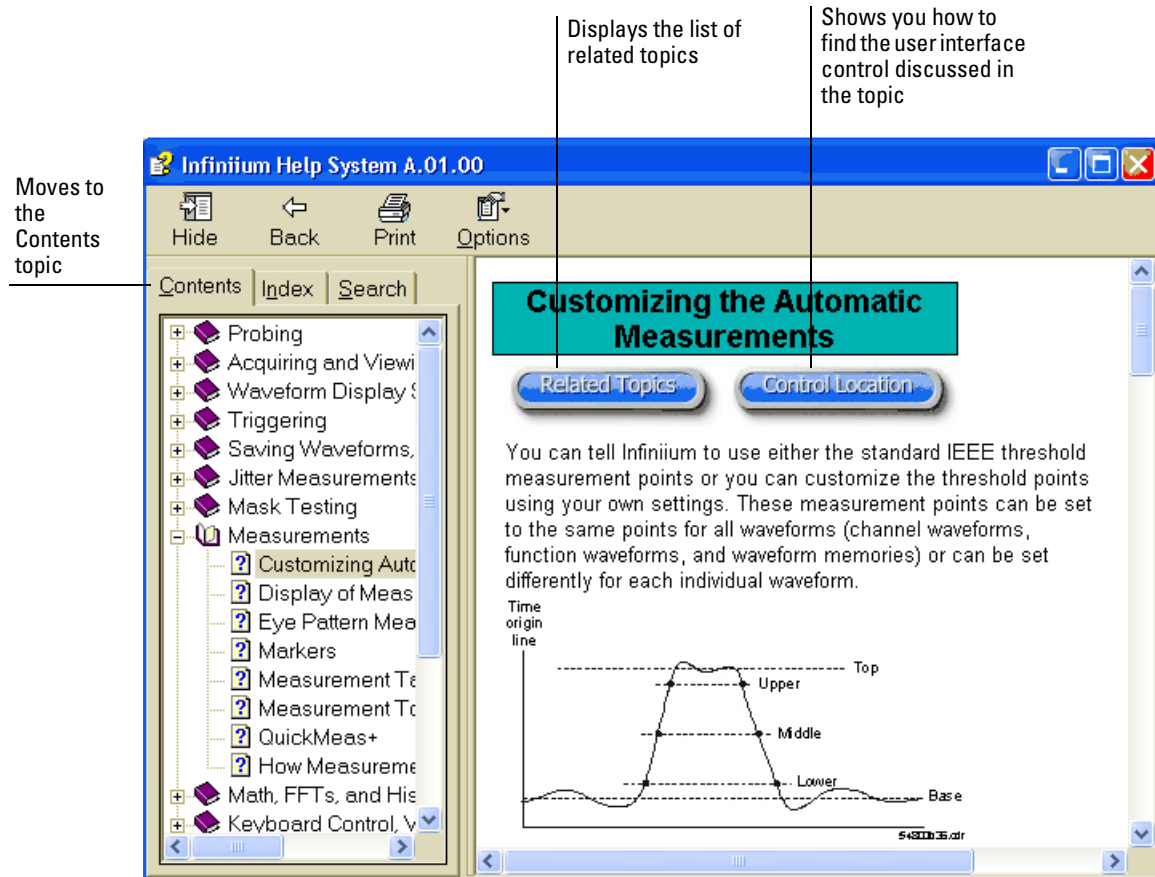 Displays the list of
related topics
Shows you how to
find the user interface
control discussed in
the topic
Moves to
the
Contents
topic
Infiniium Help System A.01.00
Hide Back Print Options
Contents Index Search
Probing
Acquiring and Viewi
Waveform Display S
Triggering
Saving Waveforms,
Jitter Measurements
Mask Testing
Measurements
Customizing Auto
Display of Meas
Eye Pattern Mea
Markers
Measurement Ta
Measurement To
QuickMeas+
How Measureme
Math, FFTs, and His
Keyboard Control, V
Customizing the Automatic
Measurements
Related Topics Control Location
You can tell Infiniium to use either the standard IEEE threshold
measurement points or you can customize the threshold points
using your own settings. These measurement points can be set
to the same points for all waveforms (channel waveforms,
function waveforms, and waveform memories) or can be set
differently for each individual waveform.
Time
origin
line
Top
Upper
Middle
Lower
Base